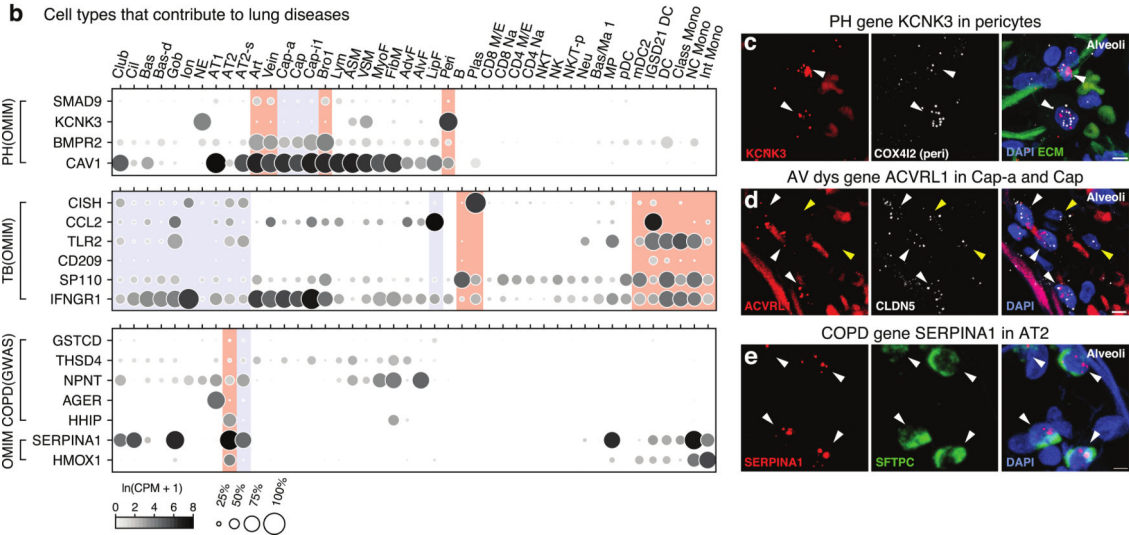 b Cell types that contribute to lung diseases
Club Cil Bas Bas-d Gob Ion NE AT1 AT2 AT2-s Art Vein Cap-a Cap Cap-i1 Bro1 Lym ASM VSM MyoF FibM AdvF AlvF LipF Peri B Plas CD8 M/E CD8 Na CD4 M/E CD4 Na NKT NK NK/T-p Neu Bas/Ma 1 MP pDC mDC2 IGSD21 DC DC Class Mono NC Mono Int Mono
PH(OMIM)
SMAD9
KCNK3
BMPR2
CAV1
TB(OMIM)
CISH
CCL2
TLR2
CD209
SP110
IFNGR1
COPD(GWAS)
GSTCD
THSD4
NPNT
AGER
HHIP
OMIM
SERPINA1
HMOX1
ln(CPM + 1)
0 2 4 6 8
25% 50% 75% 100%
PH gene KCNK3 in pericytes
c
Alveoli
KCNK3 COX4I2 (peri) DAPI ECM
AV dys gene ACVRL1 in Cap-a and Cap
d
Alveoli
ACVRL1 CLDN5 DAPI
COPD gene SERPINA1 in AT2
e
Alveoli
SERPINA1 SFTPC DAPI